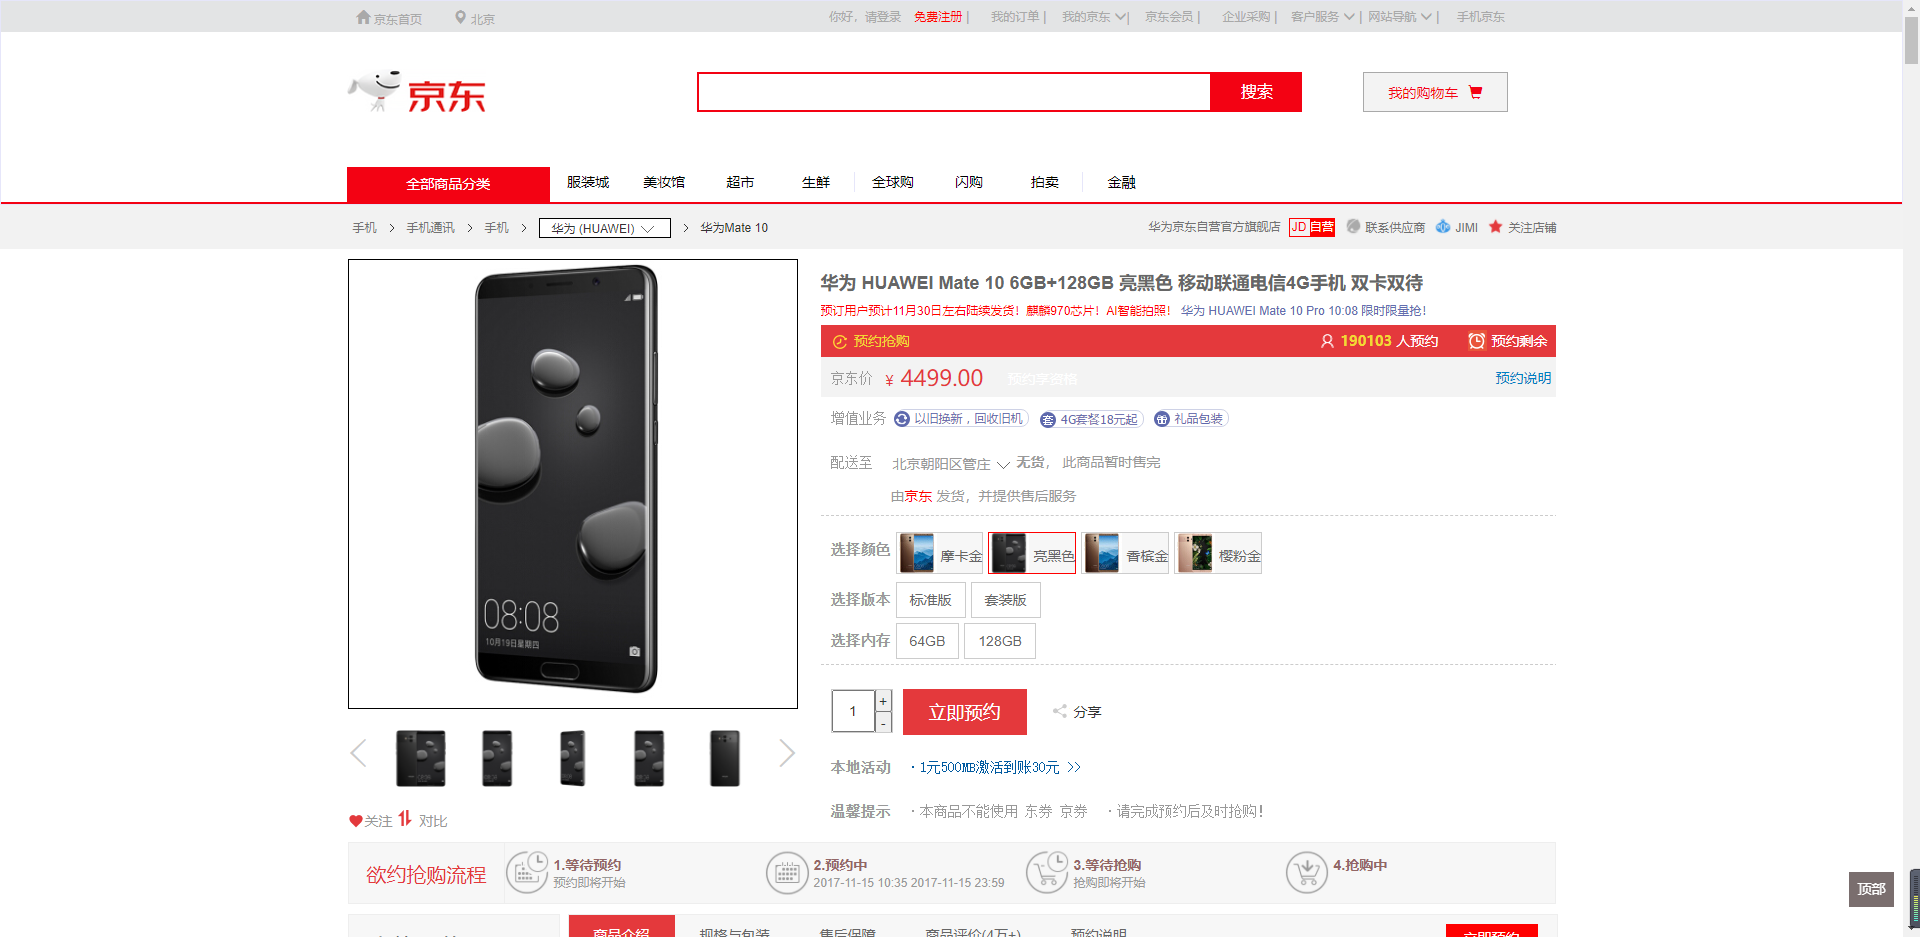 京东首页 北京 你好，请登录 免费注册 | 我的订单 | 我的京东 | 京东会员 | 企业采购 | 客户服务 | 网站导航 | 手机京东
京东
搜索
我的购物车
全部商品分类 服装城 美妆馆 超市 生鲜 全球购 闪购 拍卖 金融
手机 > 手机通讯 > 手机 > 华为 (HUAWEI) > 华为Mate 10
华为京东自营官方旗舰店 JD 自营 联系供应商 JIMI 关注店铺
华为 HUAWEI Mate 10 6GB+128GB 亮黑色 移动联通电信4G手机 双卡双待
预订用户预计11月30日左右陆续发货！麒麟970芯片！AI智能拍照！ 华为 HUAWEI Mate 10 Pro 10:08 限时限量抢！
预约抢购 190103 人预约 预约剩余
京东价 ¥ 4499.00 预约享资格 预约说明
增值业务 以旧换新，回收旧机 套 4G套餐18元起 礼品包装
配送至 北京朝阳区管庄 无货， 此商品暂时售完
由京东 发货，并提供售后服务
选择颜色 摩卡金 亮黑色 香槟金 樱粉金
选择版本 标准版 套装版
选择内存 64GB 128GB
08:08
10月19日星期四
1 + -
立即预约 分享
本地活动 ·1元500MB激活到账30元 >>
温馨提示 ·本商品不能使用 东券 京券 ·请完成预约后及时抢购！
关注 对比
欲约抢购流程
1.等待预约
预约即将开始
2.预约中
2017-11-15 10:35 2017-11-15 23:59
3.等待抢购
抢购即将开始
4.抢购中
顶部
商品介绍 规格与包装 售后保障 商品评价(4万+) 预约说明 立即预约